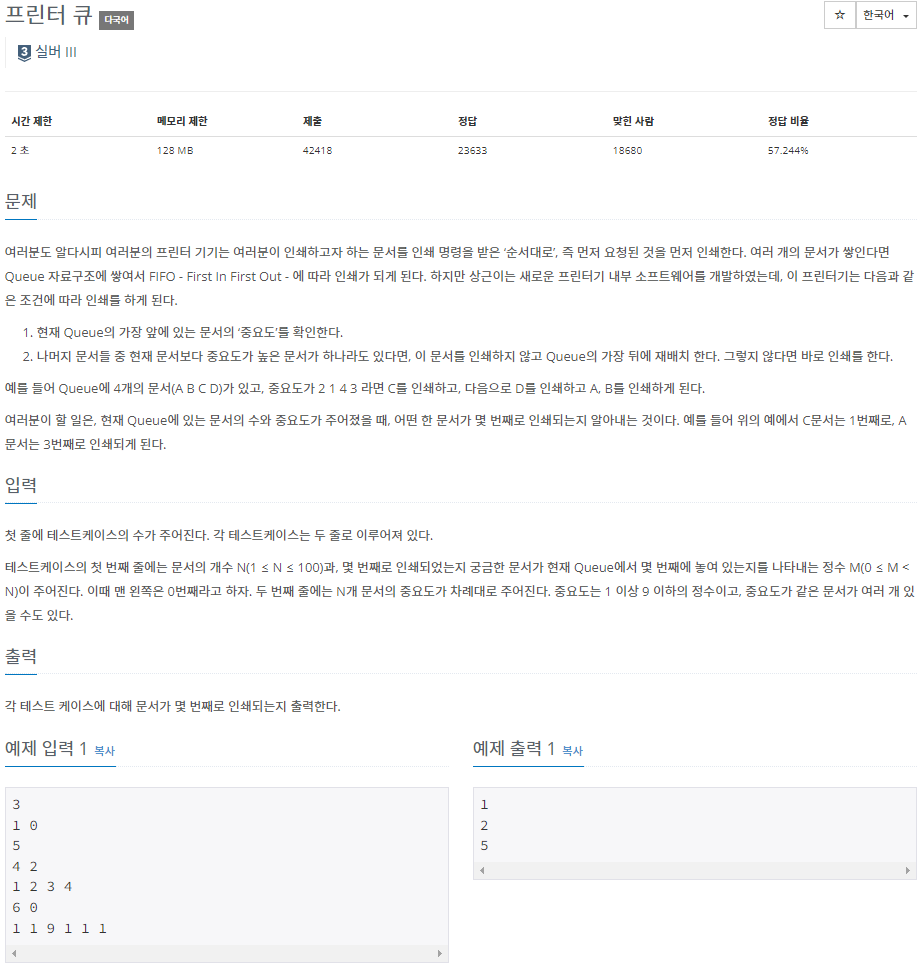 프린터 큐 다국어
☆ 한국어
3 실버 III
시간 제한 메모리 제한 제출 정답 맞힌 사람 정답 비율
2 초 128 MB 42418 23633 18680 57.244%
문제
여러분도 알다시피 여러분의 프린터 기기는 여러분이 인쇄하고자 하는 문서를 인쇄 명령을 받은 ‘순서대로’, 즉 먼저 요청된 것을 먼저 인쇄한다. 여러 개의 문서가 쌓인다면
Queue 자료구조에 쌓여서 FIFO - First In First Out - 에 따라 인쇄가 되게 된다. 하지만 상근이는 새로운 프린터기 내부 소프트웨어를 개발하였는데, 이 프린터기는 다음과 같
은 조건에 따라 인쇄를 하게 된다.
1. 현재 Queue의 가장 앞에 있는 문서의 ‘중요도’를 확인한다.
2. 나머지 문서들 중 현재 문서보다 중요도가 높은 문서가 하나라도 있다면, 이 문서를 인쇄하지 않고 Queue의 가장 뒤에 재배치 한다. 그렇지 않다면 바로 인쇄를 한다.
예를 들어 Queue에 4개의 문서(A B C D)가 있고, 중요도가 2 1 4 3 라면 C를 인쇄하고, 다음으로 D를 인쇄하고 A, B를 인쇄하게 된다.
여러분이 할 일은, 현재 Queue에 있는 문서의 수와 중요도가 주어졌을 때, 어떤 한 문서가 몇 번째로 인쇄되는지 알아내는 것이다. 예를 들어 위의 예에서 C문서는 1번째로, A
문서는 3번째로 인쇄되게 된다.
입력
첫 줄에 테스트케이스의 수가 주어진다. 각 테스트케이스는 두 줄로 이루어져 있다.
테스트케이스의 첫 번째 줄에는 문서의 개수 N(1 ≤ N ≤ 100)과, 몇 번째로 인쇄되었는지 궁금한 문서가 현재 Queue에서 몇 번째에 놓여 있는지를 나타내는 정수 M(0 ≤ M <
N)이 주어진다. 이때 맨 왼쪽은 0번째라고 하자. 두 번째 줄에는 N개 문서의 중요도가 차례대로 주어진다. 중요도는 1 이상 9 이하의 정수이고, 중요도가 같은 문서가 여러 개 있
을 수도 있다.
출력
각 테스트 케이스에 대해 문서가 몇 번째로 인쇄되는지 출력한다.
예제 입력 1 복사
3
1 0
5
4 2
1 2 3 4
6 0
1 1 9 1 1 1
예제 출력 1 복사
1
2
5